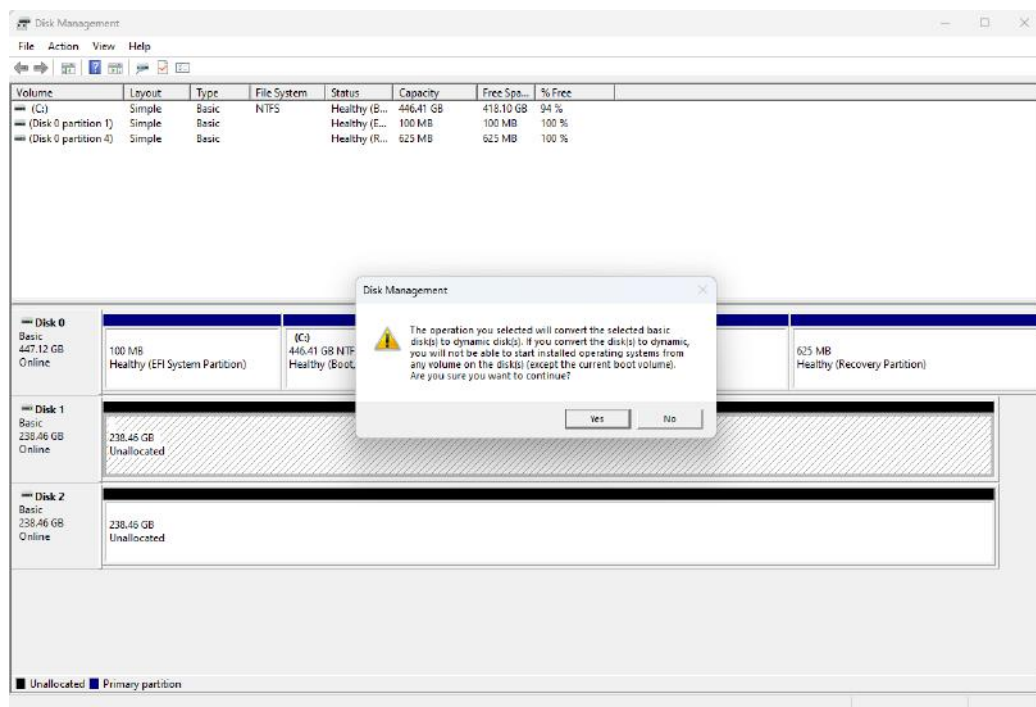 Disk Management
File Action View Help
Volume Layout Type File System Status Capacity Free Spa... % Free
(C:) Simple Basic NTFS Healthy (B... 446.41 GB 418.10 GB 94 %
(Disk 0 partition 1) Simple Basic Healthy (E... 100 MB 100 MB 100 %
(Disk 0 partition 4) Simple Basic Healthy (R... 625 MB 625 MB 100 %
Disk Management
The operation you selected will convert the selected basic
disk(s) to dynamic disk(s). If you convert the disk(s) to dynamic,
you will not be able to start installed operating systems from
any volume on the disk(s) (except the current boot volume).
Are you sure you want to continue?
Yes No
Disk 0
Basic
447.12 GB
Online
100 MB
Healthy (EFI System Partition)
(C:)
446.41 GB NTF
Healthy (Boot,
625 MB
Healthy (Recovery Partition)
Disk 1
Basic
238.46 GB
Online
238.46 GB
Unallocated
Disk 2
Basic
238.46 GB
Online
238.46 GB
Unallocated
Unallocated Primary partition